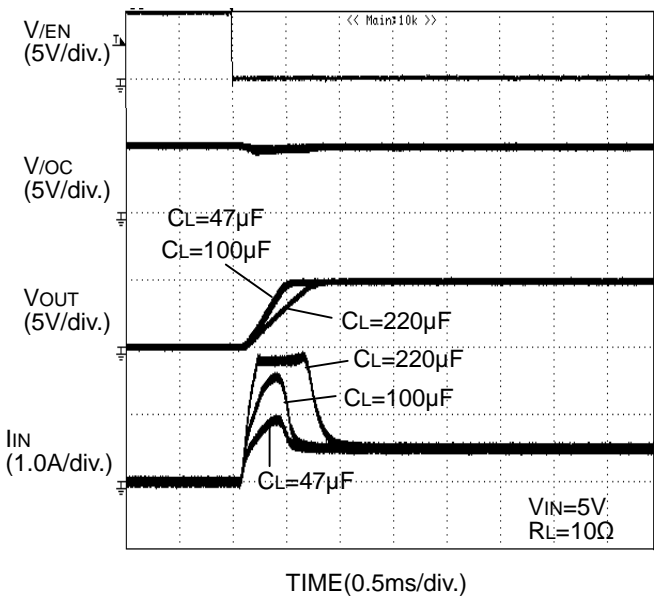 << Main:10k >>
V/EN
(5V/div.)
V/OC
(5V/div.)
CL=47µF
CL=100µF
VOUT
(5V/div.)
CL=220µF
CL=220µF
CL=100µF
IIN
(1.0A/div.)
CL=47µF
VIN=5V
RL=10Ω
TIME(0.5ms/div.)